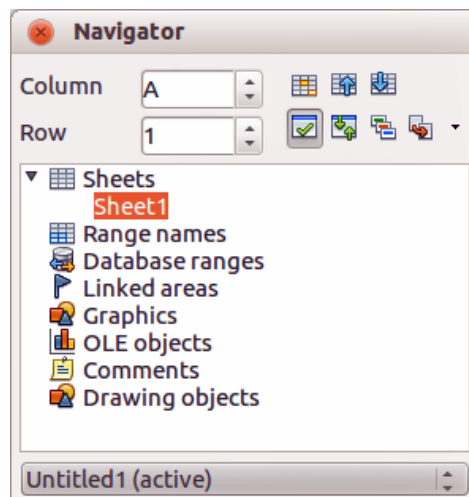 Navigator
Column A
Row 1
Sheets
Sheet1
Range names
Database ranges
Linked areas
Graphics
OLE objects
Comments
Drawing objects
Untitled1 (active)